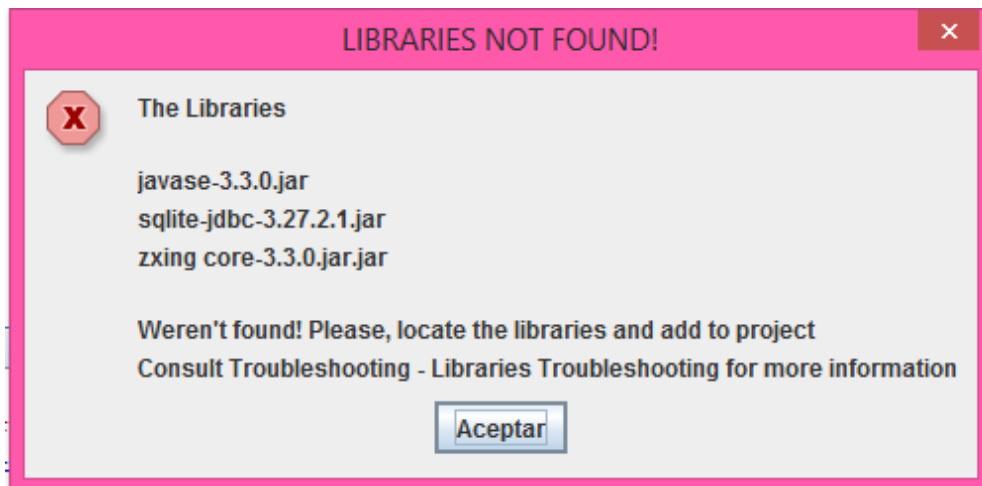 LIBRARIES NOT FOUND!
The Libraries
javase-3.3.0.jar
sqlite-jdbc-3.27.2.1.jar
zxing core-3.3.0.jar.jar
Weren't found! Please, locate the libraries and add to project
Consult Troubleshooting - Libraries Troubleshooting for more information
Aceptar